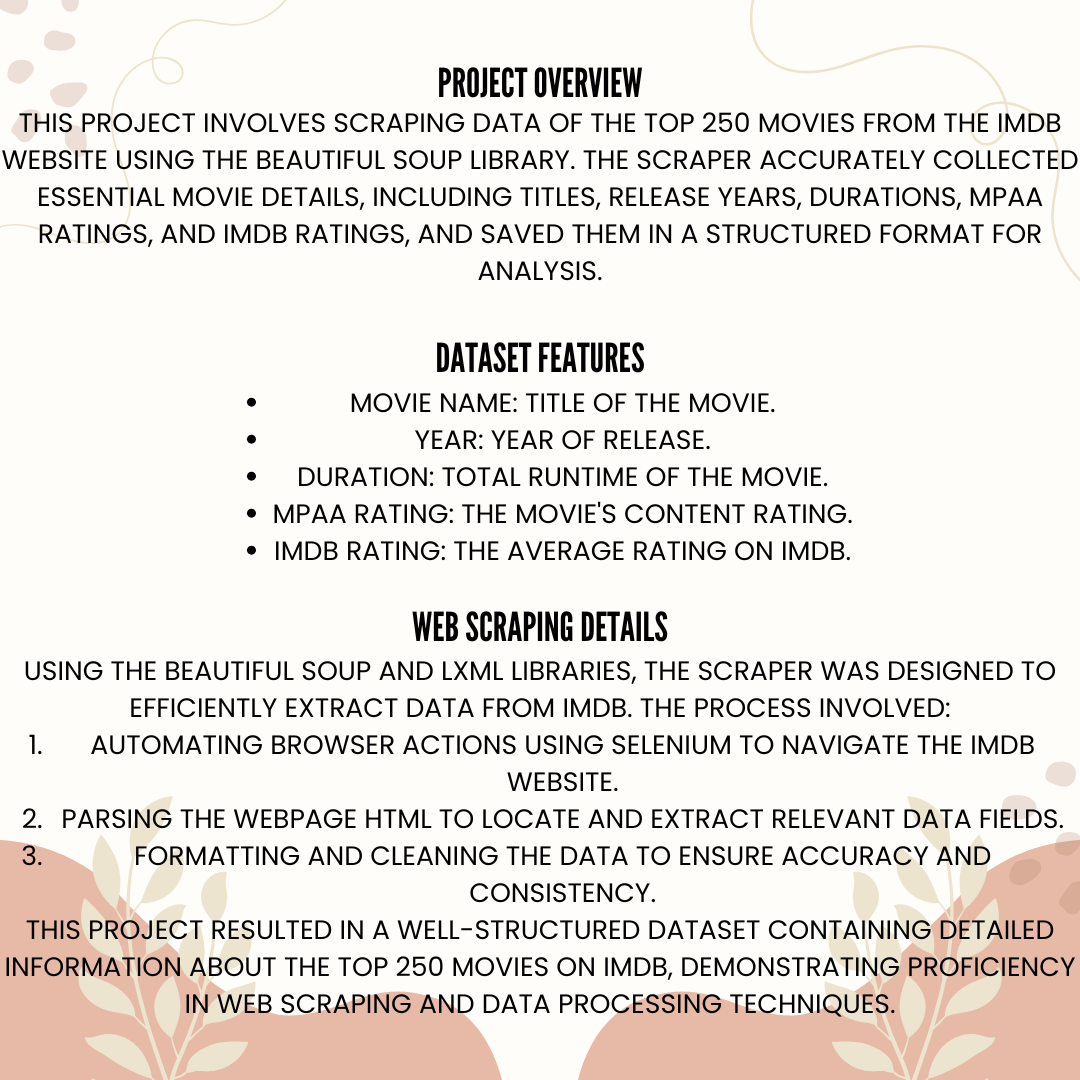 PROJECT OVERVIEW
THIS PROJECT INVOLVES SCRAPING DATA OF THE TOP 250 MOVIES FROM THE IMDB
WEBSITE USING THE BEAUTIFUL SOUP LIBRARY. THE SCRAPER ACCURATELY COLLECTED
ESSENTIAL MOVIE DETAILS, INCLUDING TITLES, RELEASE YEARS, DURATIONS, MPAA
RATINGS, AND IMDB RATINGS, AND SAVED THEM IN A STRUCTURED FORMAT FOR
ANALYSIS.
DATASET FEATURES
• MOVIE NAME: TITLE OF THE MOVIE.
• YEAR: YEAR OF RELEASE.
• DURATION: TOTAL RUNTIME OF THE MOVIE.
• MPAA RATING: THE MOVIE'S CONTENT RATING.
• IMDB RATING: THE AVERAGE RATING ON IMDB.
WEB SCRAPING DETAILS
USING THE BEAUTIFUL SOUP AND LXML LIBRARIES, THE SCRAPER WAS DESIGNED TO
EFFICIENTLY EXTRACT DATA FROM IMDB. THE PROCESS INVOLVED:
1. AUTOMATING BROWSER ACTIONS USING SELENIUM TO NAVIGATE THE IMDB
WEBSITE.
2. PARSING THE WEBPAGE HTML TO LOCATE AND EXTRACT RELEVANT DATA FIELDS.
3. FORMATTING AND CLEANING THE DATA TO ENSURE ACCURACY AND
CONSISTENCY.
THIS PROJECT RESULTED IN A WELL-STRUCTURED DATASET CONTAINING DETAILED
INFORMATION ABOUT THE TOP 250 MOVIES ON IMDB, DEMONSTRATING PROFICIENCY
IN WEB SCRAPING AND DATA PROCESSING TECHNIQUES.